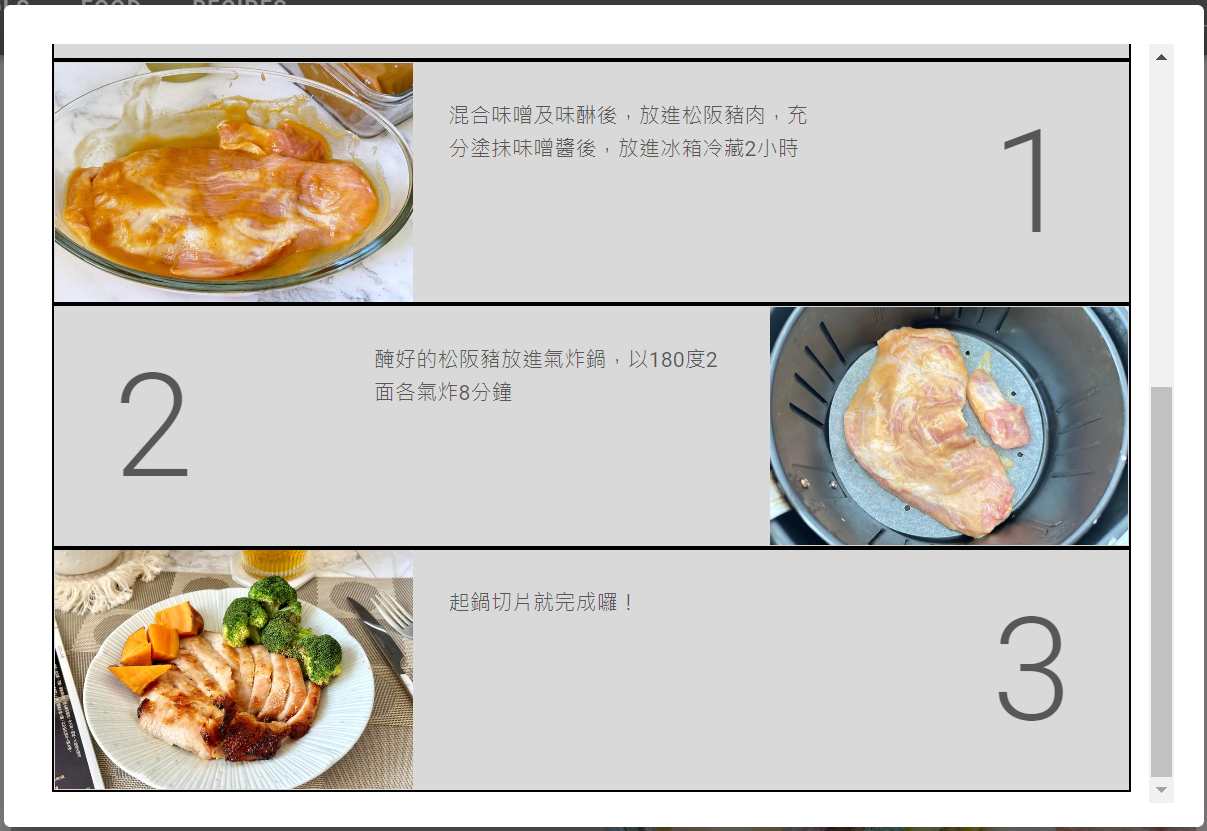 FOOD
RECIPES
混合味噌及味醂後，放進松阪豬肉，充
分塗抹味噌醬後，放進冰箱冷藏2小時
1
2
醃好的松阪豬放進氣炸鍋，以180度2
面各氣炸8分鐘
起鍋切片就完成囉！
3